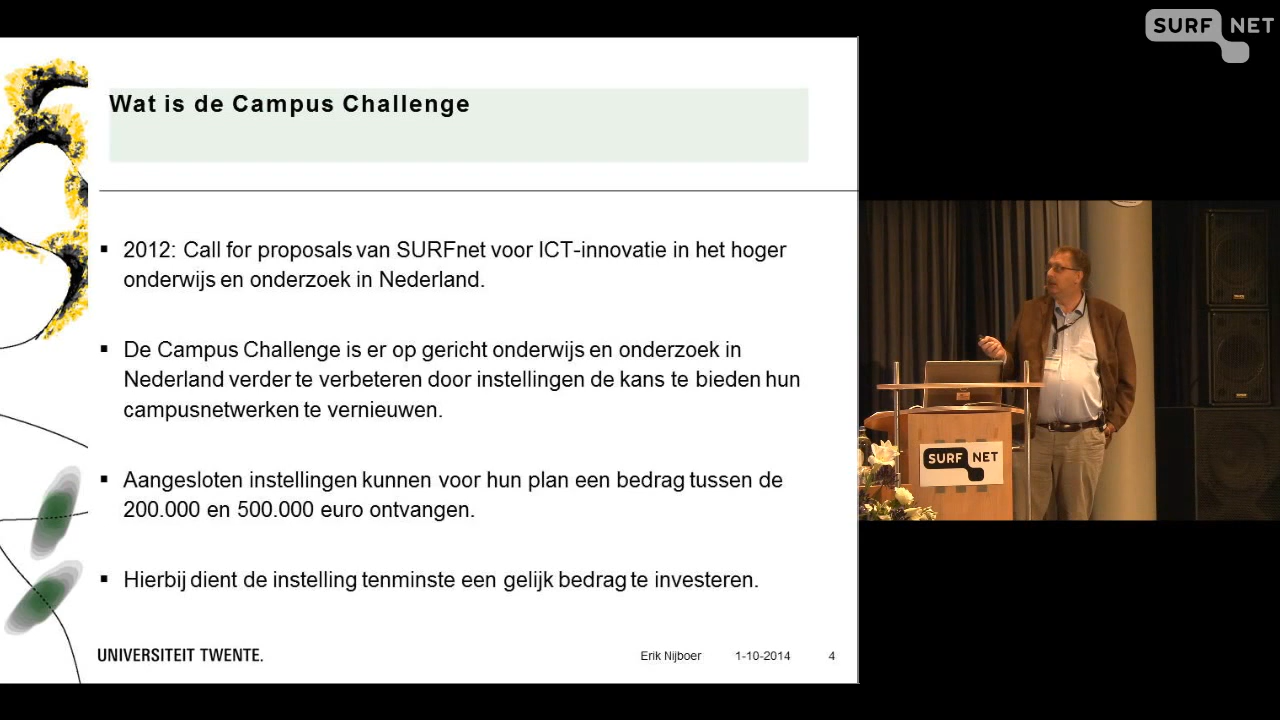 SURF NET
Wat is de Campus Challenge
▪ 2012: Call for proposals van SURFnet voor ICT-innovatie in het hoger
onderwijs en onderzoek in Nederland.
▪ De Campus Challenge is er op gericht onderwijs en onderzoek in
Nederland verder te verbeteren door instellingen de kans te bieden hun
campusnetwerken te vernieuwen.
▪ Aangesloten instellingen kunnen voor hun plan een bedrag tussen de
200.000 en 500.000 euro ontvangen.
▪ Hierbij dient de instelling tenminste een gelijk bedrag te investeren.
UNIVERSITEIT TWENTE.
Erik Nijboer 1-10-2014 4
SURF NET